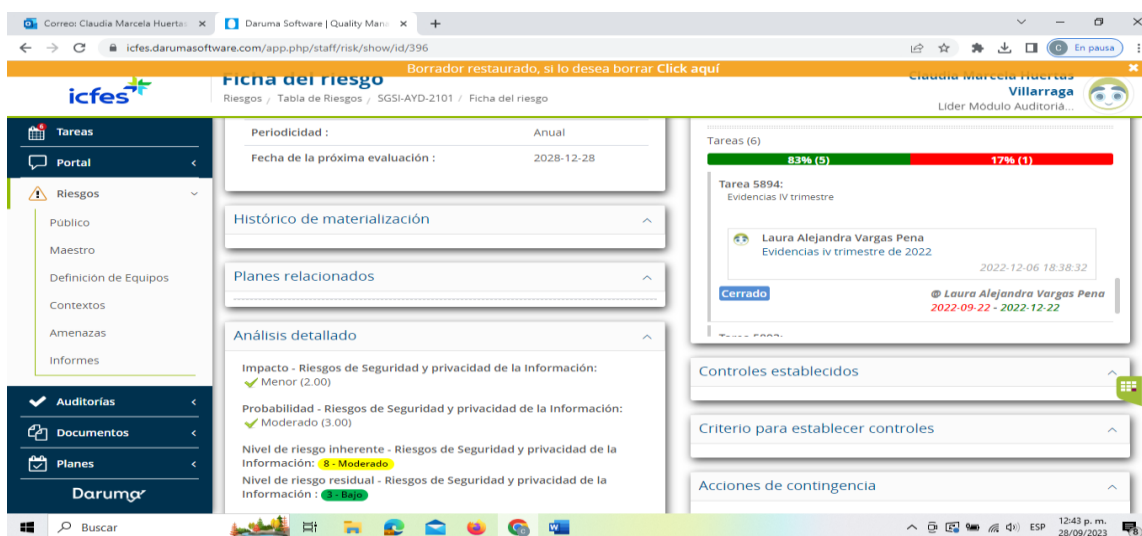 Correo: Claudia Marcela Huertas
Daruma Software | Quality Mana
icfes.darumasoftware.com/app.php/staff/risk/show/id/396
C
En pausa
Borrador restaurado, si lo desea borrar Click aquí
icfes
Ficha del riesgo
Riesgos / Tabla de Riesgos / SGSI-AYD-2101 / Ficha del riesgo
Claudia Marcela Huertas
Villarraga
Líder Módulo Auditoría...
Tareas
Portal
Riesgos
Público
Maestro
Definición de Equipos
Contextos
Amenazas
Informes
Auditorías
Documentos
Planes
Daruma
Periodicidad :
Anual
Fecha de la próxima evaluación :
2028-12-28
Histórico de materialización
Planes relacionados
Análisis detallado
Impacto - Riesgos de Seguridad y privacidad de la Información:
Menor (2.00)
Probabilidad - Riesgos de Seguridad y privacidad de la Información:
Moderado (3.00)
Nivel de riesgo inherente - Riesgos de Seguridad y privacidad de la
Información: 8 - Moderado
Nivel de riesgo residual - Riesgos de Seguridad y privacidad de la
Información : 3 - Bajo
Tareas (6)
83% (5)
17% (1)
Tarea 5894:
Evidencias IV trimestre
Laura Alejandra Vargas Pena
Evidencias iv trimestre de 2022
2022-12-06 18:38:32
Cerrado
@ Laura Alejandra Vargas Pena
2022-09-22 - 2022-12-22
Controles establecidos
Criterio para establecer controles
Acciones de contingencia
Buscar
ESP
12:43 p. m.
28/09/2023
8